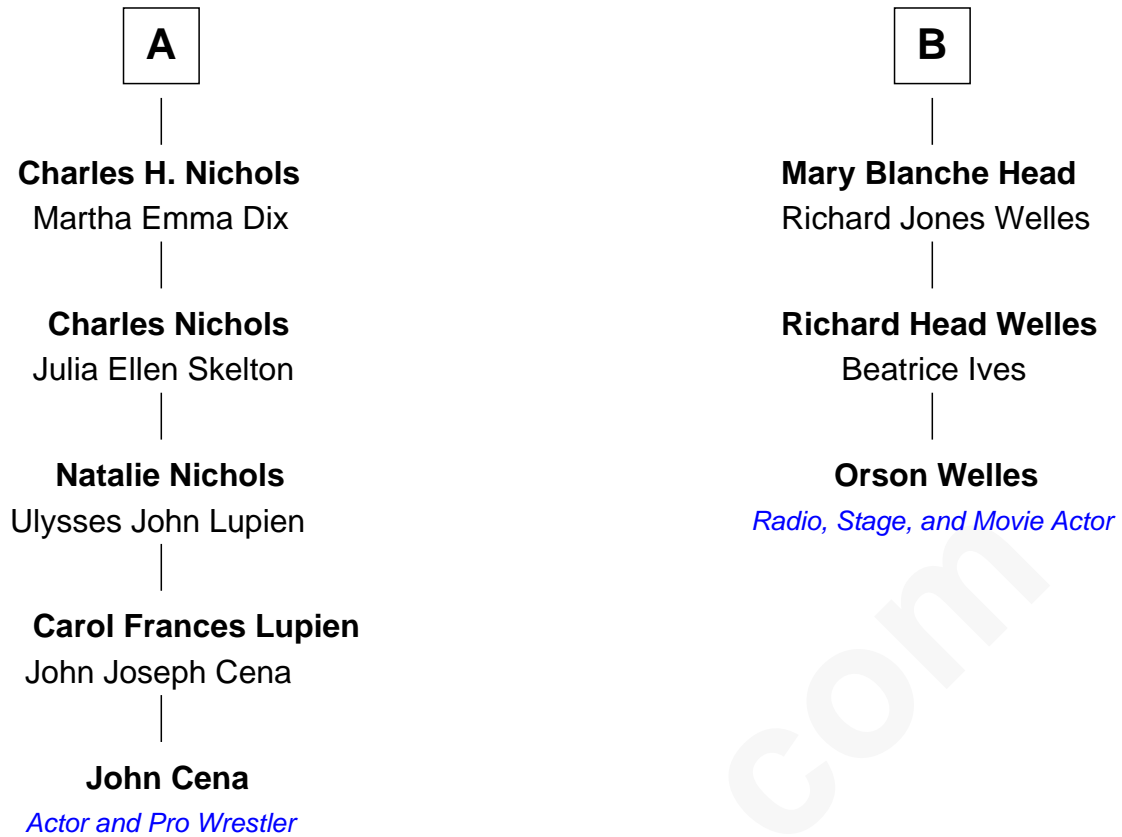 A
Charles H. Nichols
Martha Emma Dix
Charles Nichols
Julia Ellen Skelton
Natalie Nichols
Ulysses John Lupien
Carol Frances Lupien
John Joseph Cena
John Cena
Actor and Pro Wrestler
B
Mary Blanche Head
Richard Jones Welles
Richard Head Welles
Beatrice Ives
Orson Welles
Radio, Stage, and Movie Actor
com